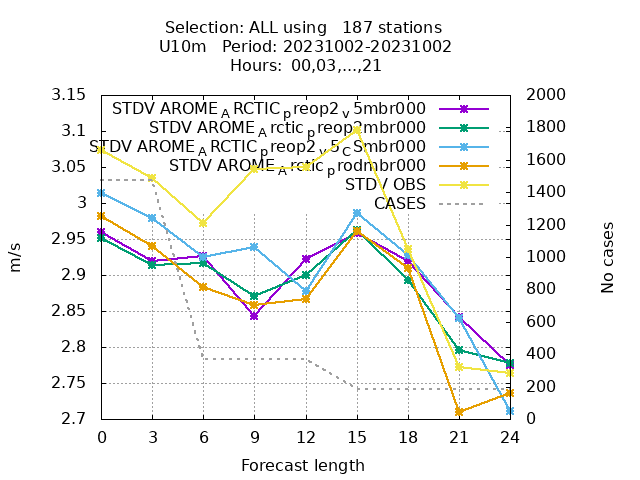 Selection: ALL using   187 stations
U10m   Period: 20231002-20231002
Hours:  00,03,...,21
3.15
3.1
3.05
3
2.95
2.9
2.85
2.8
2.75
2.7
m/s
2000
1800
1600
1400
1200
1000
800
600
400
200
0
No cases
STDV AROME_ARCTIC_preop2_v5mbr000
STDV AROME_Arctic_preop2mbr000
STDV AROME_ARCTIC_preop2_v5_C3mbr000
STDV AROME_Arctic_prodmbr000
STDV OBS
CASES
0 3 6 9 12 15 18 21 24
Forecast length